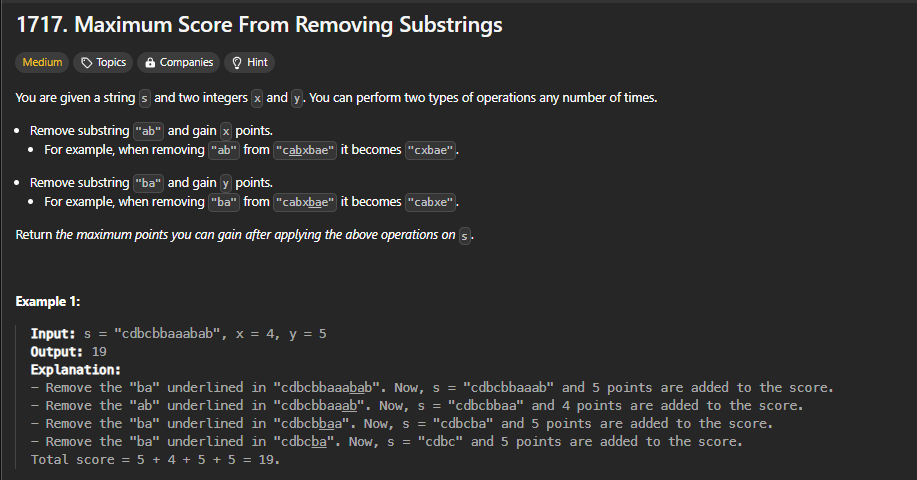 1717. Maximum Score From Removing Substrings
Medium Topics Companies Hint
You are given a string s and two integers x and y. You can perform two types of operations any number of times.
• Remove substring "ab" and gain x points.
• For example, when removing "ab" from "cabxbae" it becomes "cxbae".
• Remove substring "ba" and gain y points.
• For example, when removing "ba" from "cabxbae" it becomes "cabxe".
Return the maximum points you can gain after applying the above operations on s.
Example 1:
Input: s = "cdbcbbaaabab", x = 4, y = 5
Output: 19
Explanation:
- Remove the "ba" underlined in "cdbcbbaaabab". Now, s = "cdbcbbaaab" and 5 points are added to the score.
- Remove the "ab" underlined in "cdbcbbaaab". Now, s = "cdbcbbaa" and 4 points are added to the score.
- Remove the "ba" underlined in "cdbcbbaa". Now, s = "cdbcba" and 5 points are added to the score.
- Remove the "ba" underlined in "cdbcba". Now, s = "cdbc" and 5 points are added to the score.
Total score = 5 + 4 + 5 + 5 = 19.